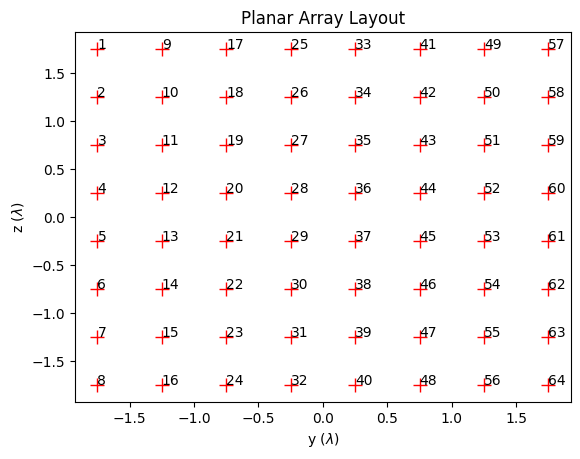 Planar Array Layout
z (λ)
1 9 17 25 33 41 49 57
1.5
2 10 18 26 34 42 50 58
1.0
3 11 19 27 35 43 51 59
0.5
4 12 20 28 36 44 52 60
0.0
5 13 21 29 37 45 53 61
−0.5
6 14 22 30 38 46 54 62
−1.0
7 15 23 31 39 47 55 63
−1.5
8 16 24 32 40 48 56 64
−1.5 −1.0 −0.5 0.0 0.5 1.0 1.5
y (λ)